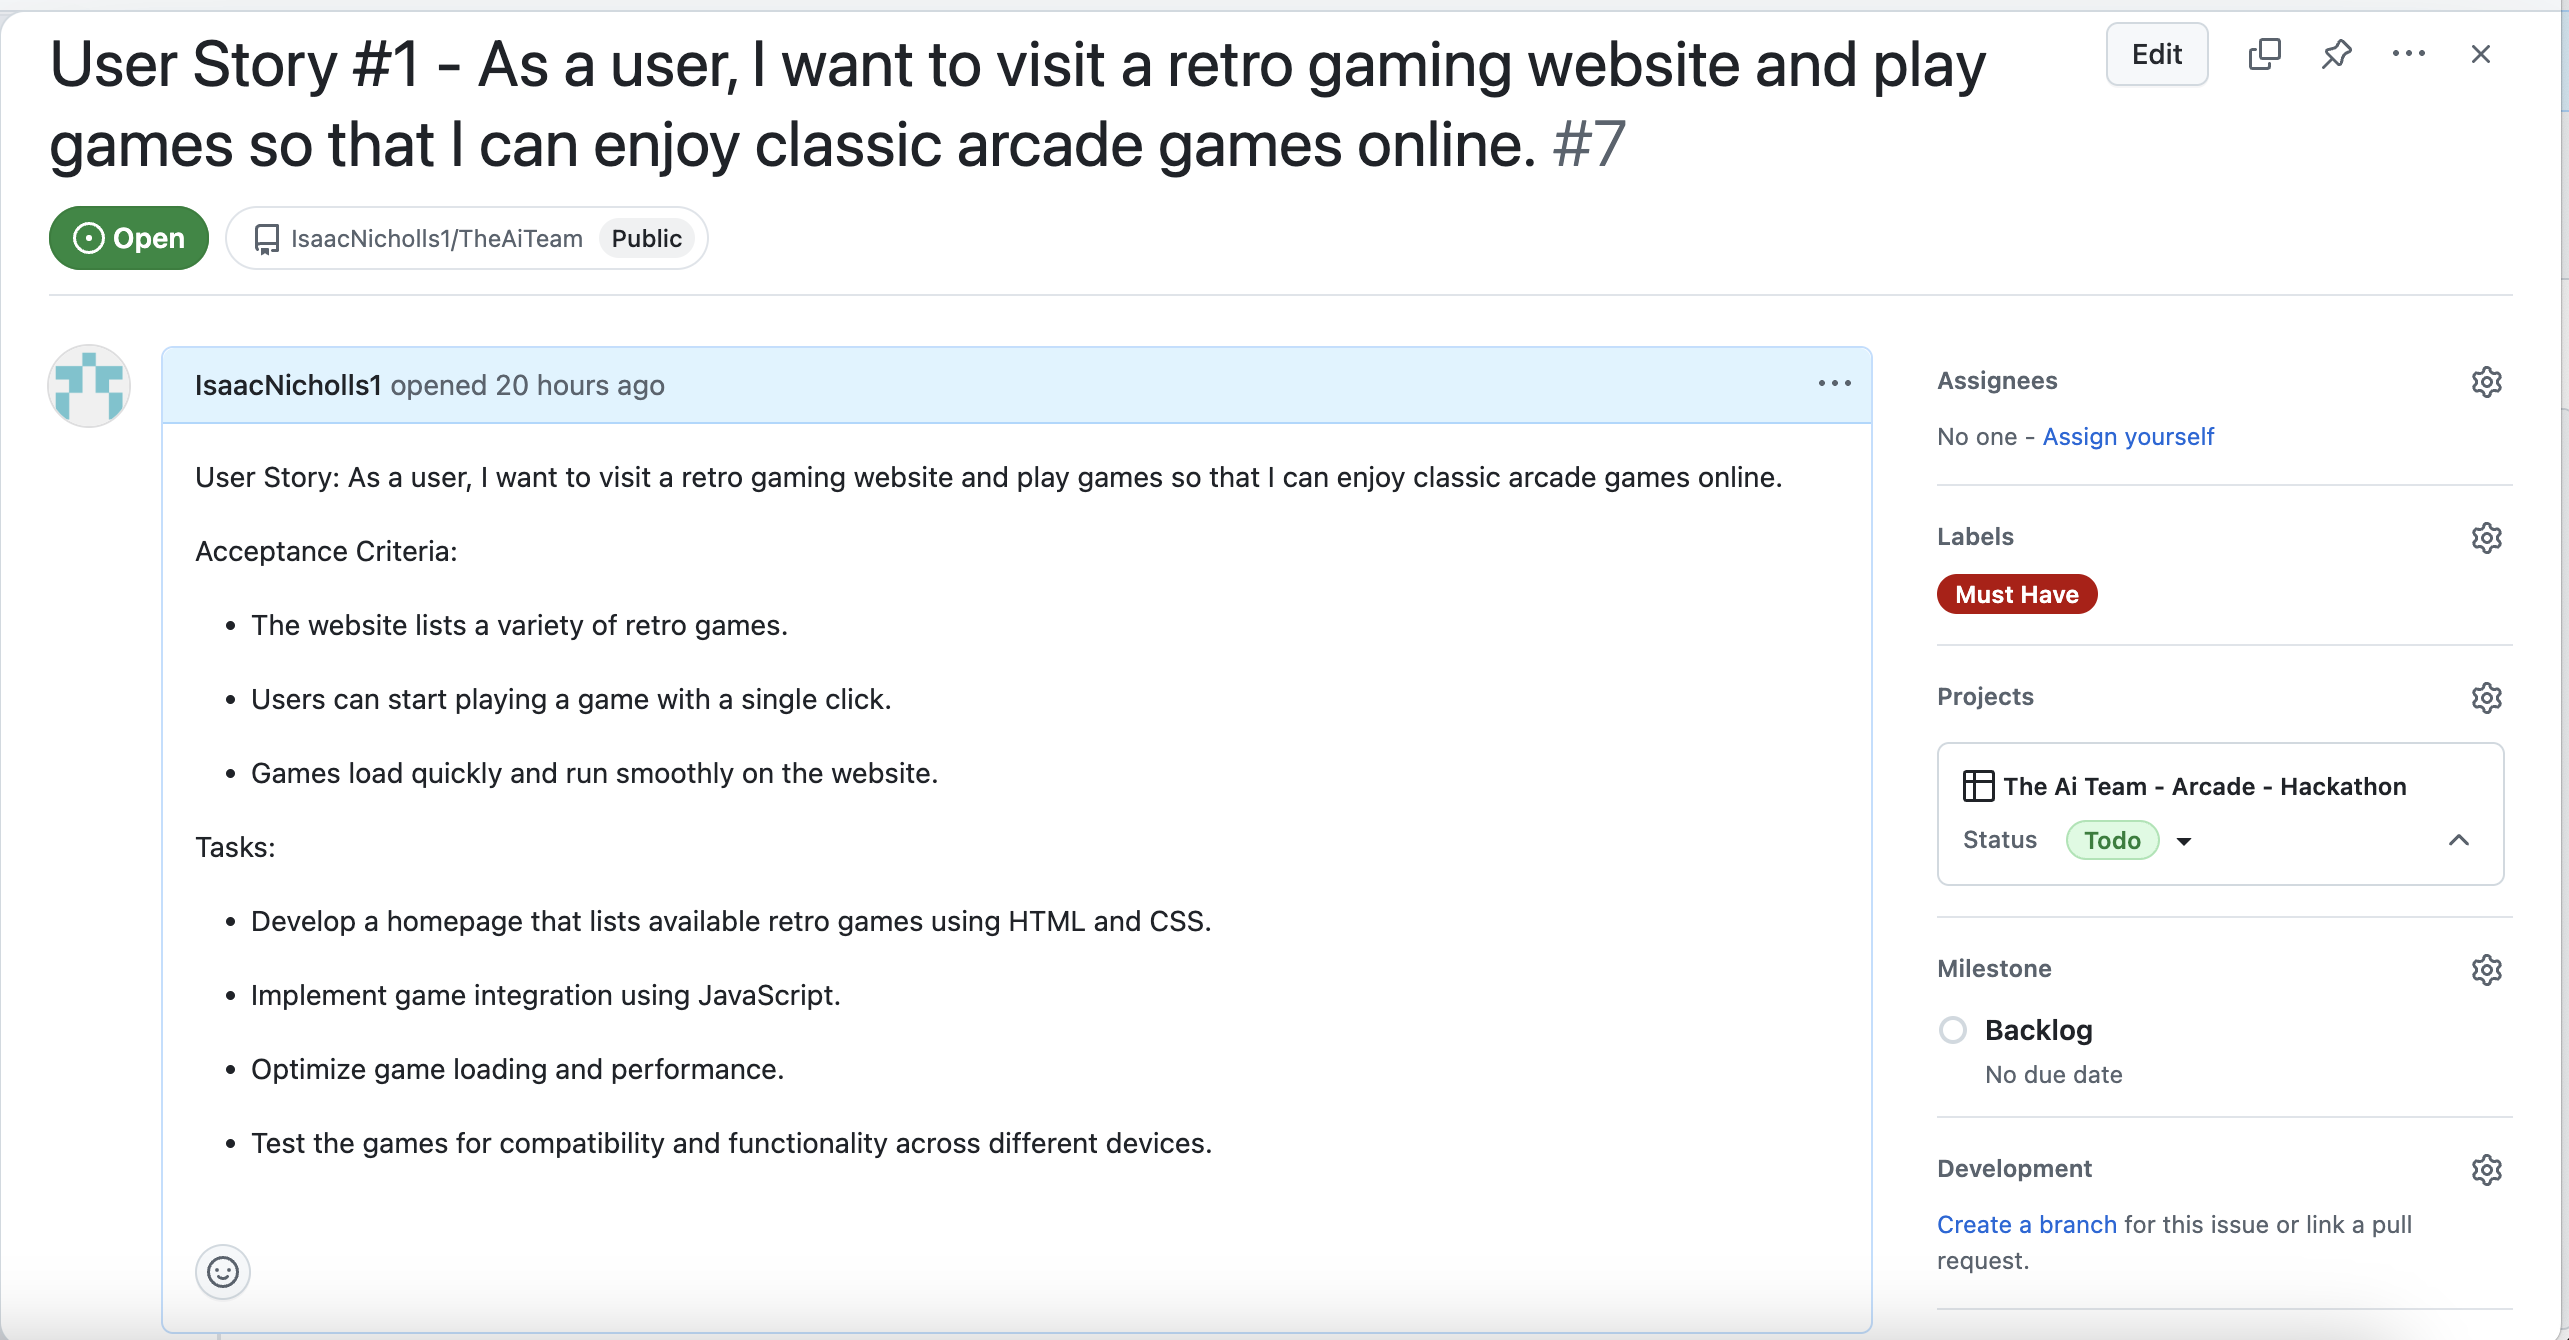 User Story #1 - As a user, I want to visit a retro gaming website and play
games so that I can enjoy classic arcade games online. #7
Edit
Open
IsaacNicholls1/TheAiTeam Public
IsaacNicholls1 opened 20 hours ago
User Story: As a user, I want to visit a retro gaming website and play games so that I can enjoy classic arcade games online.
Acceptance Criteria:
• The website lists a variety of retro games.
• Users can start playing a game with a single click.
• Games load quickly and run smoothly on the website.
Tasks:
• Develop a homepage that lists available retro games using HTML and CSS.
• Implement game integration using JavaScript.
• Optimize game loading and performance.
• Test the games for compatibility and functionality across different devices.
Assignees
No one - Assign yourself
Labels
Must Have
Projects
The Ai Team - Arcade - Hackathon
Status Todo
Milestone
Backlog
No due date
Development
Create a branch for this issue or link a pull
request.